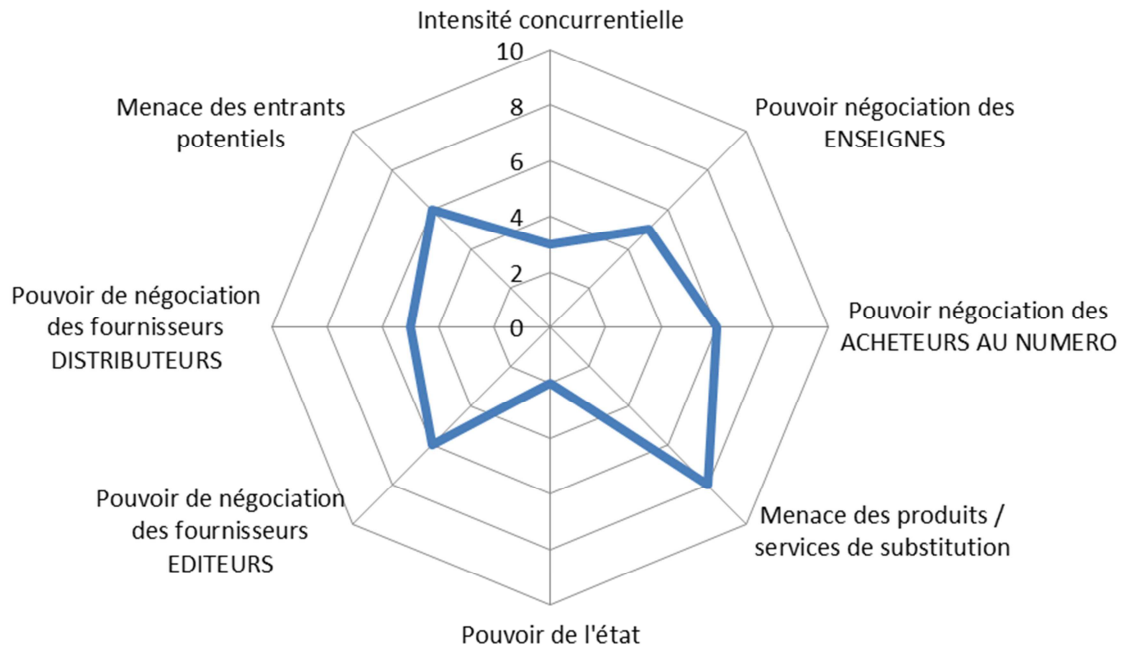 Intensité concurrentielle
10
8
6
4
2
0
Pouvoir négociation des
ENSEIGNES
Pouvoir négociation des
ACHETEURS AU NUMERO
Menace des produits /
services de substitution
Pouvoir de l'état
Pouvoir de négociation
des fournisseurs
EDITEURS
Pouvoir de négociation
des fournisseurs
DISTRIBUTEURS
Menace des entrants
potentiels